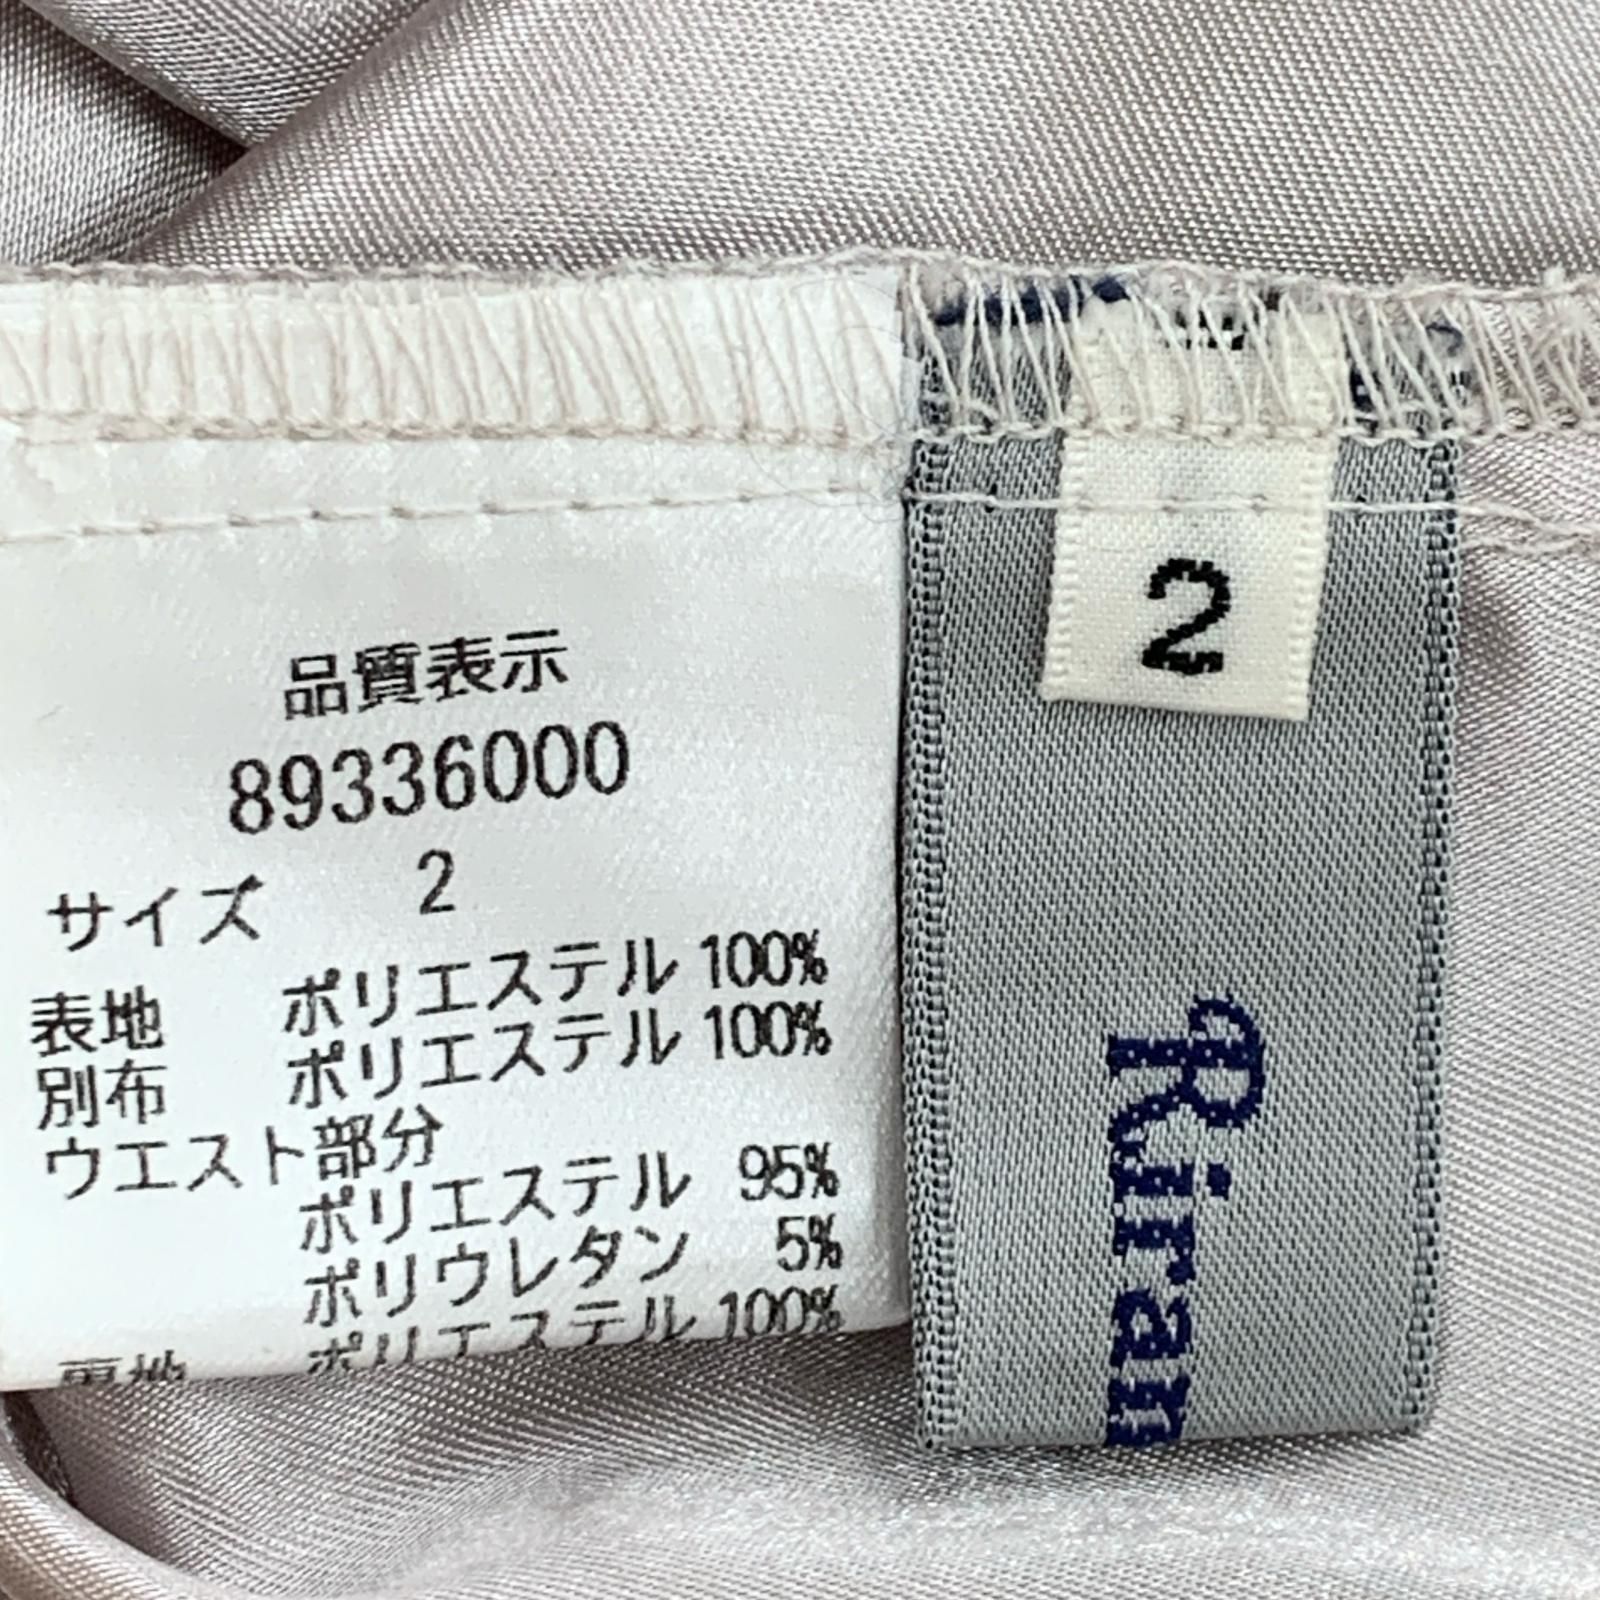 品質表示
89336000
サイズ 2
表地 ポリエステル 100%
別布 ポリエステル 100%
ウエスト部分
ポリエステル 95%
ポリウレタン 5%
裏地 ポリエステル 100%
2
Riran